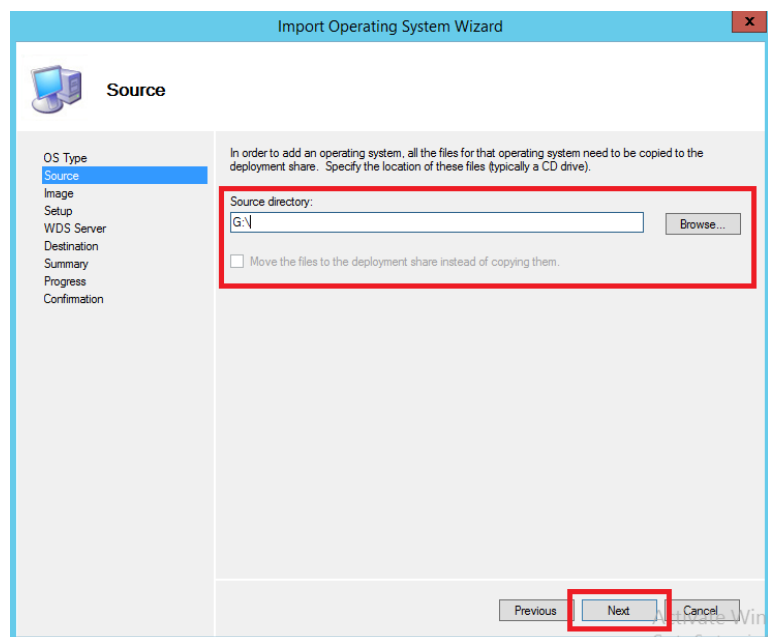 Import Operating System Wizard
x
Source
OS Type
Source
Image
Setup
WDS Server
Destination
Summary
Progress
Confirmation
In order to add an operating system, all the files for that operating system need to be copied to the
deployment share. Specify the location of these files (typically a CD drive).
Source directory:
G:\
Browse...
Move the files to the deployment share instead of copying them.
Previous
Next
Cancel
Activate Win